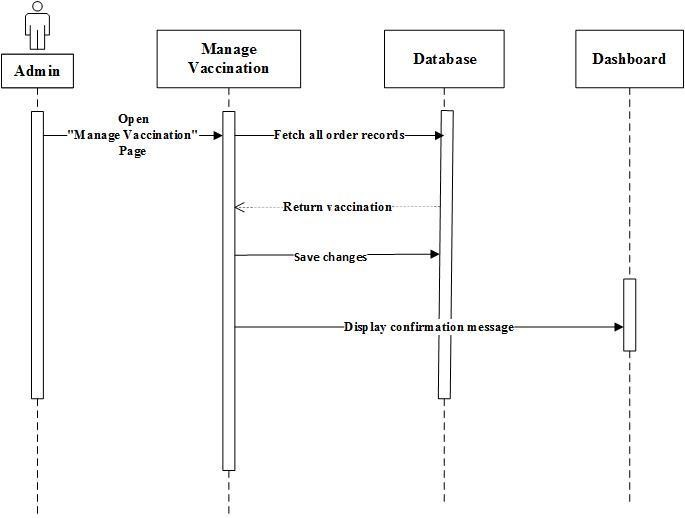 Admin
Manage
Vaccination
Database
Dashboard
Open
"Manage Vaccination"
Page
Fetch all order records
Return vaccination
Save changes
Display confirmation message